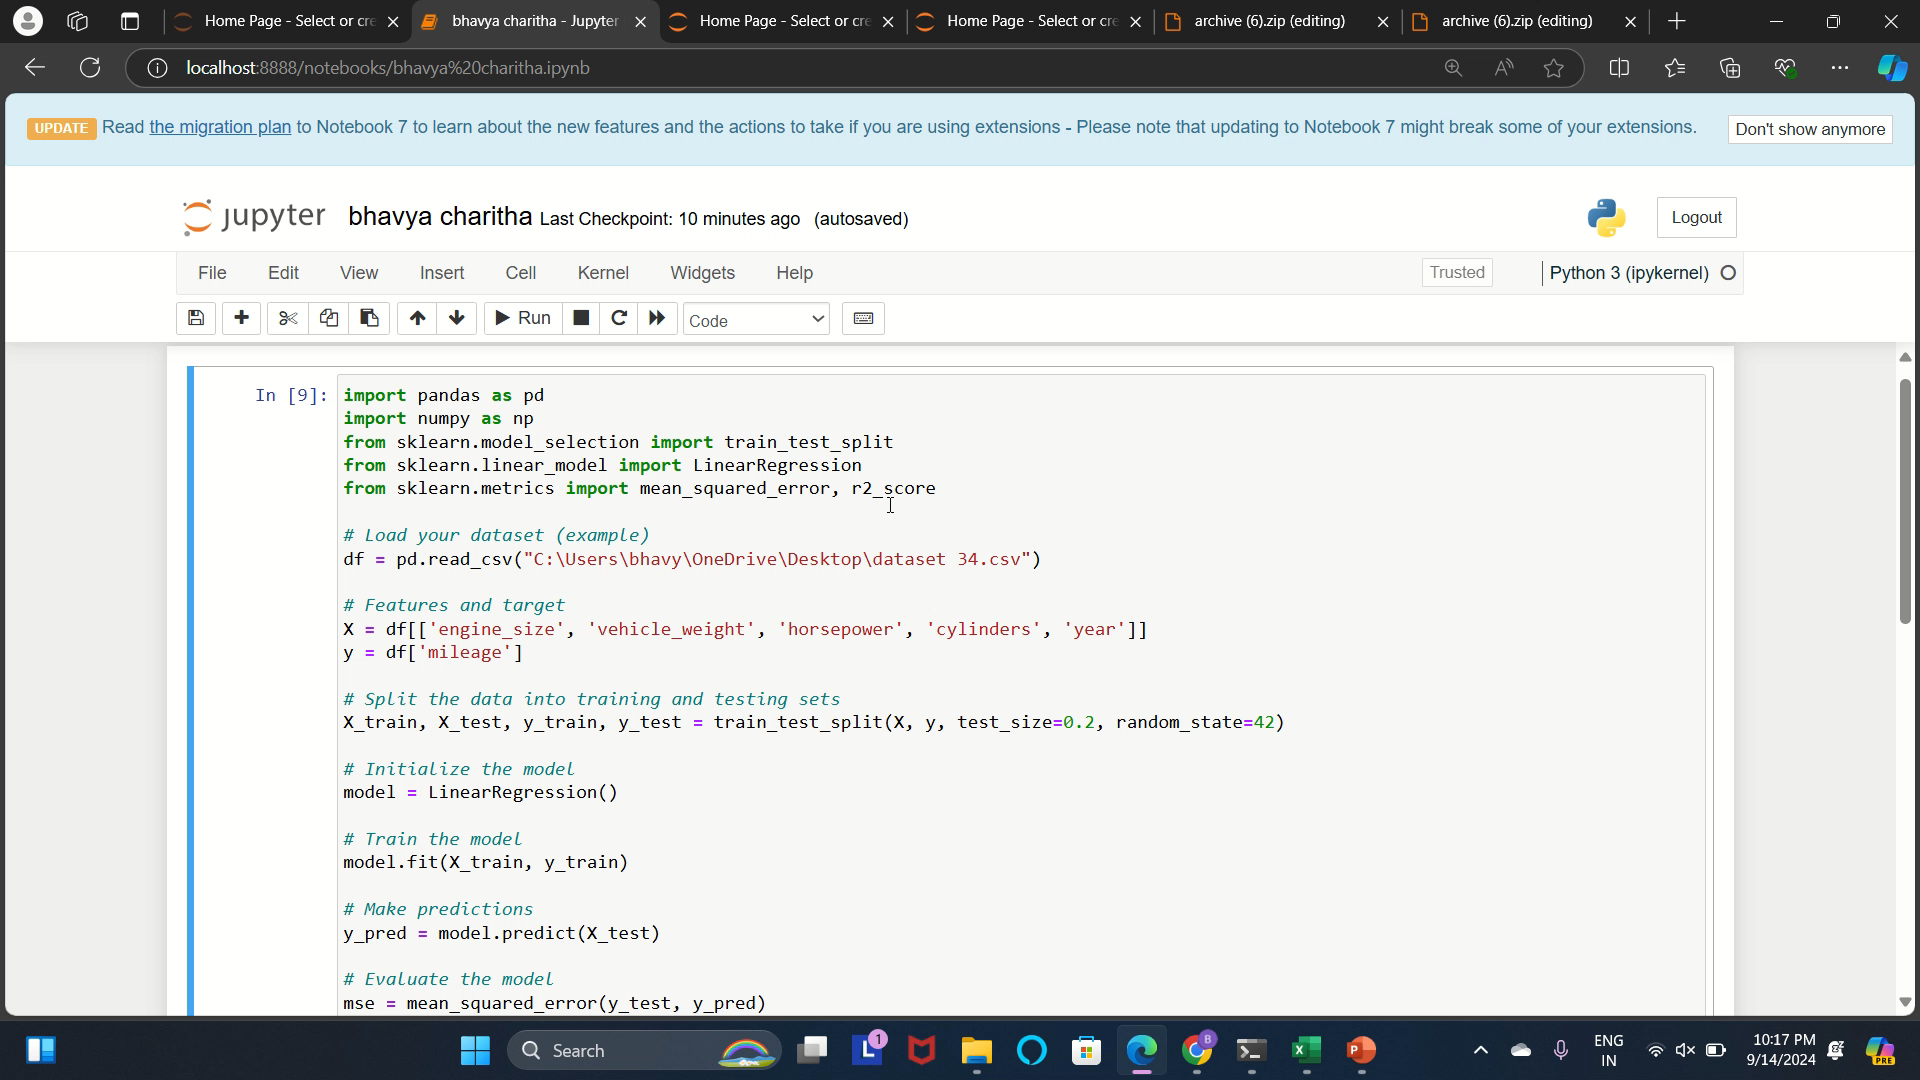 Home Page - Select or cre
bhavya charitha - Jupyter
Home Page - Select or cre
Home Page - Select or cre
archive (6).zip (editing)
archive (6).zip (editing)
localhost:8888/notebooks/bhavya%20charitha.ipynb
UPDATE Read the migration plan to Notebook 7 to learn about the new features and the actions to take if you are using extensions - Please note that updating to Notebook 7 might break some of your extensions.
Don't show anymore
jupyter bhavya charitha Last Checkpoint: 10 minutes ago (autosaved)
Logout
File Edit View Insert Cell Kernel Widgets Help
Trusted
Python 3 (ipykernel)
Run
Code
In [9]:
import pandas as pd
import numpy as np
from sklearn.model_selection import train_test_split
from sklearn.linear_model import LinearRegression
from sklearn.metrics import mean_squared_error, r2_score
# Load your dataset (example)
df = pd.read_csv("C:\Users\bhavy\OneDrive\Desktop\dataset 34.csv")
# Features and target
X = df[['engine_size', 'vehicle_weight', 'horsepower', 'cylinders', 'year']]
y = df['mileage']
# Split the data into training and testing sets
X_train, X_test, y_train, y_test = train_test_split(X, y, test_size=0.2, random_state=42)
# Initialize the model
model = LinearRegression()
# Train the model
model.fit(X_train, y_train)
# Make predictions
y_pred = model.predict(X_test)
# Evaluate the model
mse = mean_squared_error(y_test, y_pred)
Search
L
1
B
P
ENG
IN
10:17 PM
9/14/2024
PRE